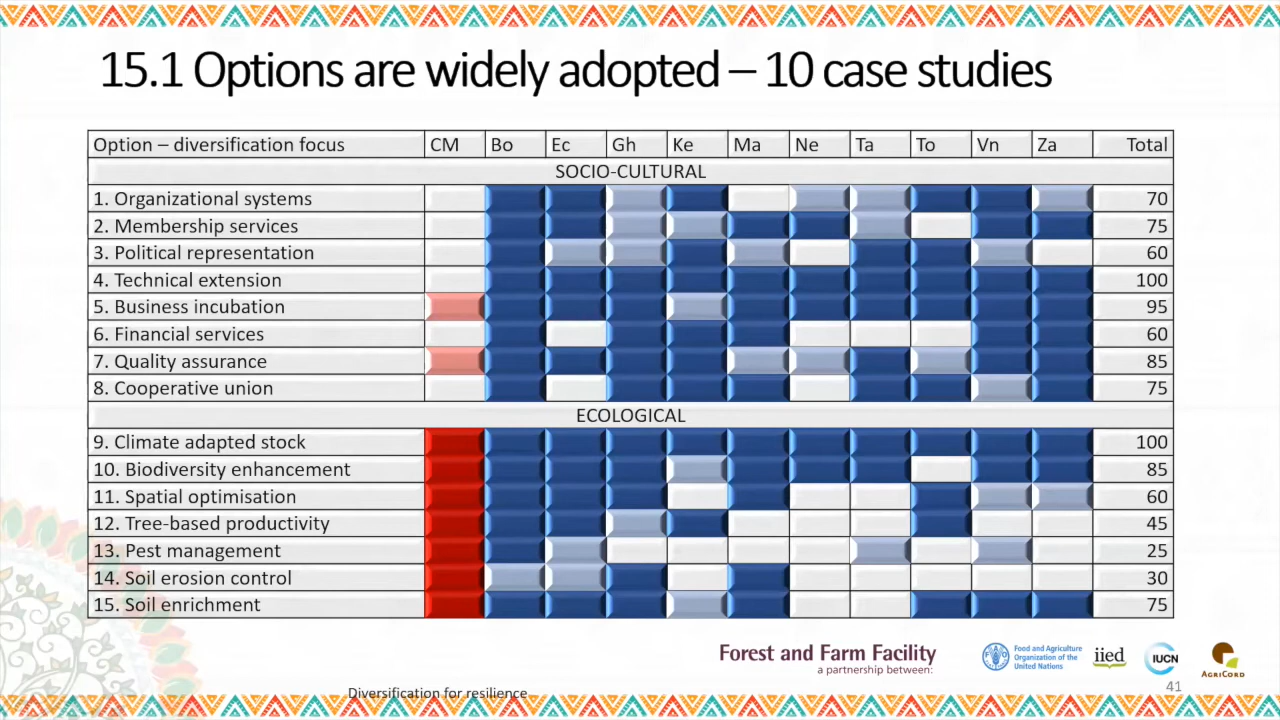 15.1 Options are widely adopted – 10 case studies
Option – diversification focus CM Bo Ec Gh Ke Ma Ne Ta To Vn Za Total
SOCIO-CULTURAL
1. Organizational systems 70
2. Membership services 75
3. Political representation 60
4. Technical extension 100
5. Business incubation 95
6. Financial services 60
7. Quality assurance 85
8. Cooperative union 75
ECOLOGICAL
9. Climate adapted stock 100
10. Biodiversity enhancement 85
11. Spatial optimisation 60
12. Tree-based productivity 45
13. Pest management 25
14. Soil erosion control 30
15. Soil enrichment 75
Forest and Farm Facility
a partnership between:
Food and Agriculture
Organization of the
United Nations
iied
IUCN
AGRICORD
41
Diversification for resilience